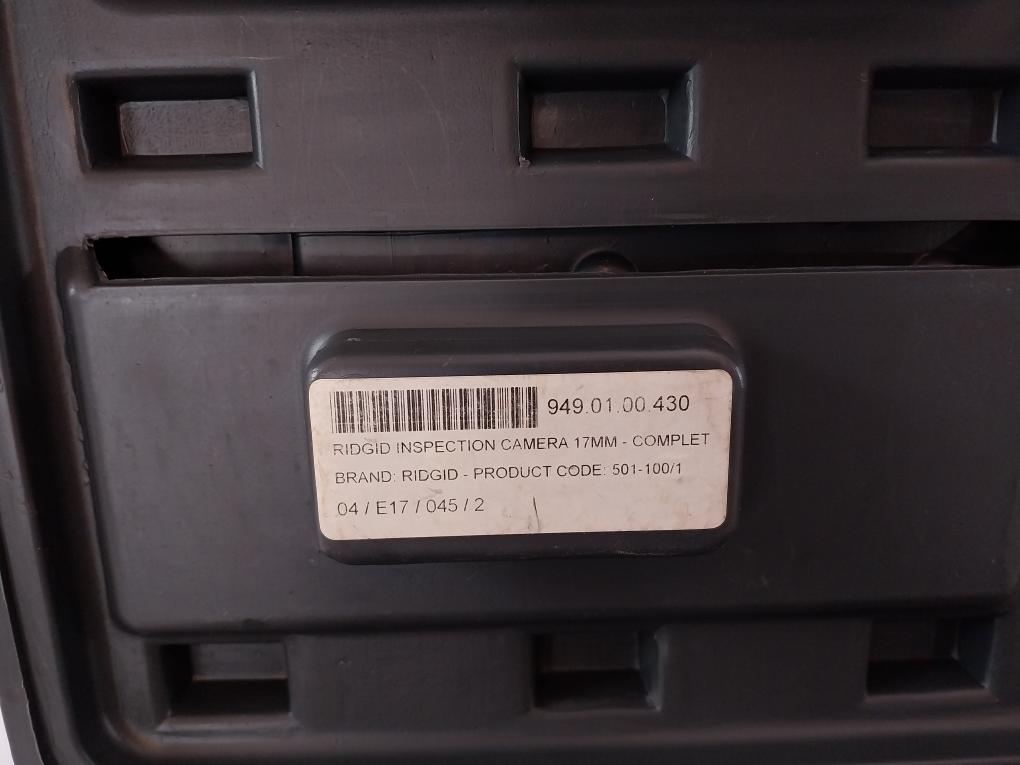 949.01.00.430
RIDGID INSPECTION CAMERA 17MM - COMPLET
BRAND: RIDGID - PRODUCT CODE: 501-100/1
04 / E17 / 045 / 2